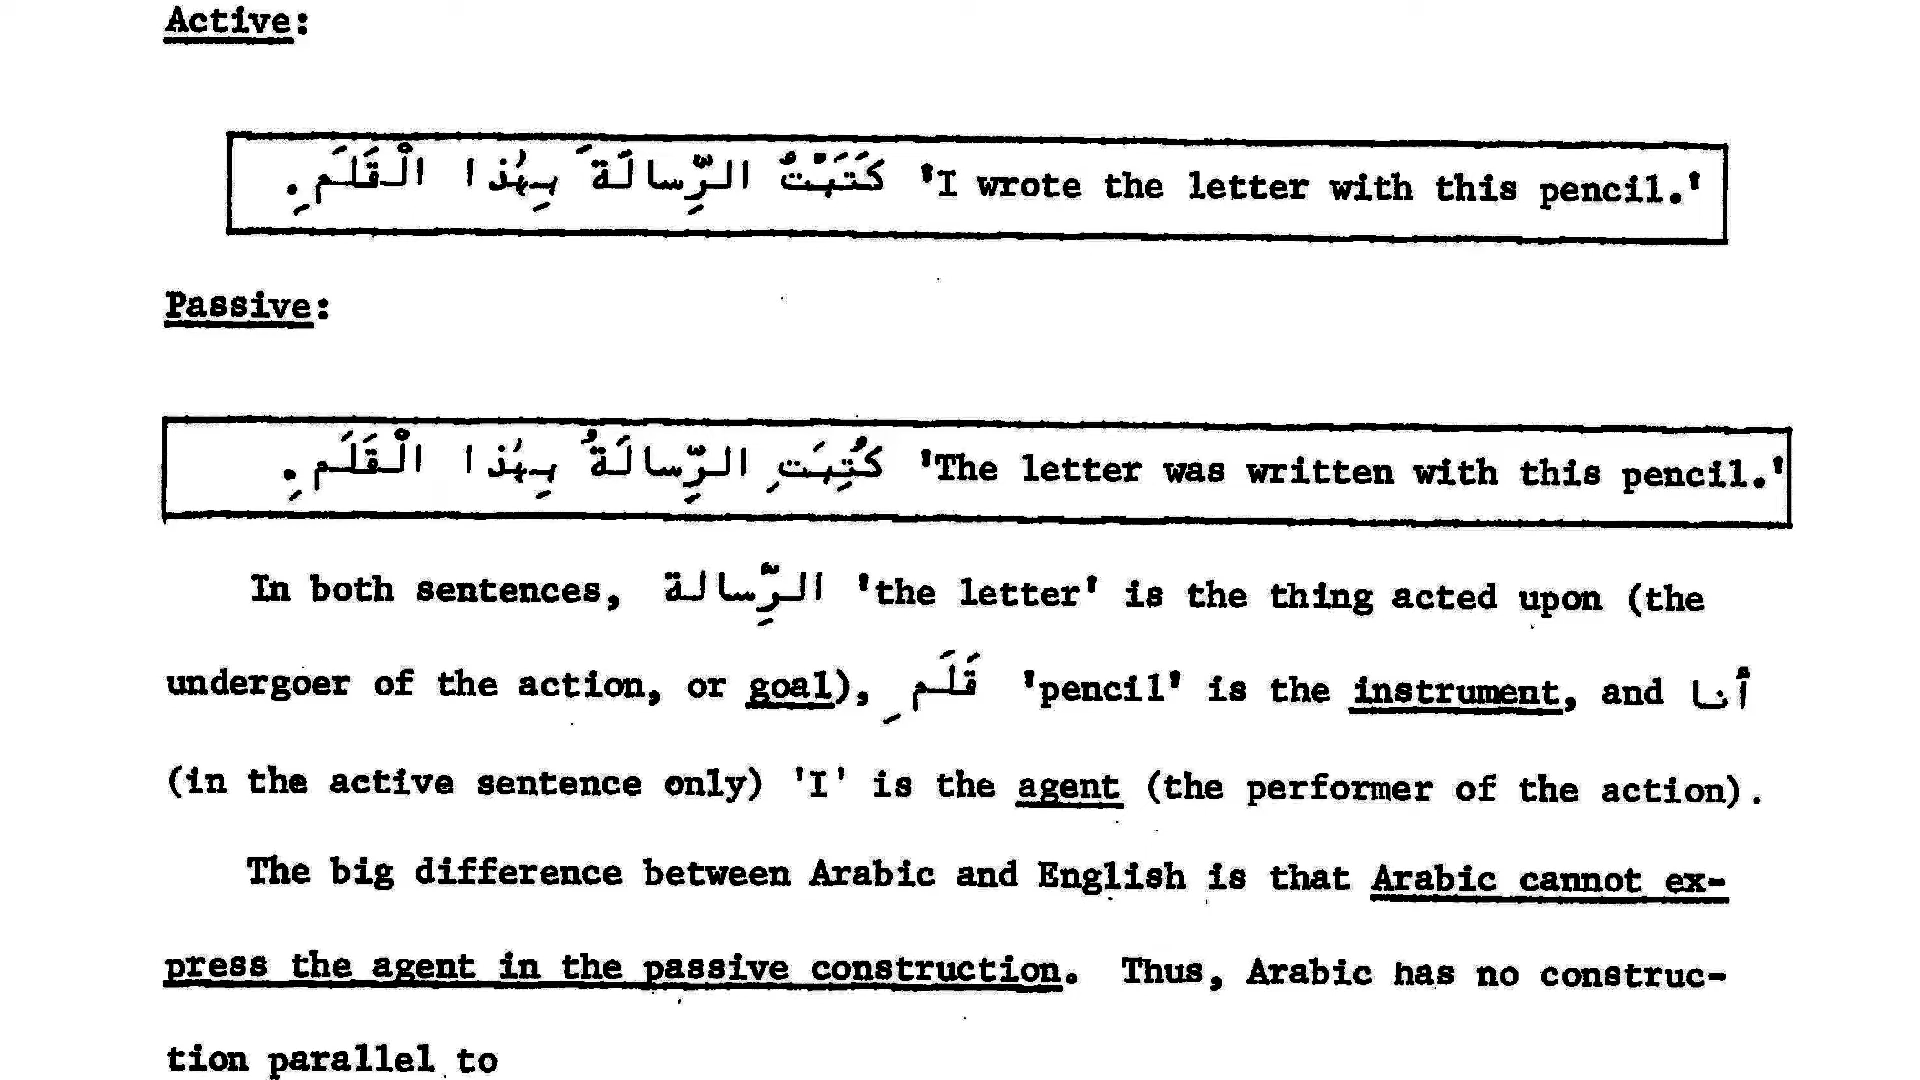 Active:
كَتَبْتُ الرِّسالَةَ بِهٰذا الْقَلَمِ. 'I wrote the letter with this pencil.'
Passive:
كُتِبَتِ الرِّسالَةُ بِهٰذا الْقَلَمِ. 'The letter was written with this pencil.'
In both sentences, الرِّسالة 'the letter' is the thing acted upon (the
undergoer of the action, or goal), قَلَمِ 'pencil' is the instrument, and أنا
(in the active sentence only) 'I' is the agent (the performer of the action).
The big difference between Arabic and English is that Arabic cannot ex-
press the agent in the passive construction. Thus, Arabic has no construc-
tion parallel to